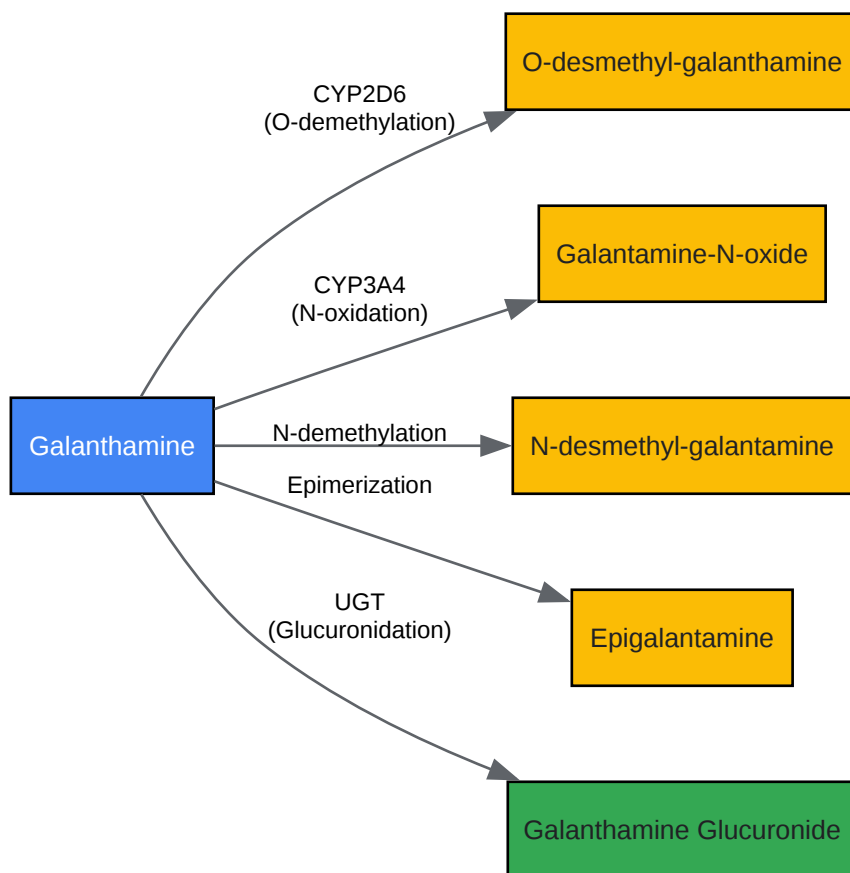 O-desmethyl-galanthamine
CYP2D6
(O-demethylation)
Galantamine-N-oxide
CYP3A4
(N-oxidation)
Galanthamine
N-demethylation
N-desmethyl-galantamine
Epimerization
Epigalantamine
UGT
(Glucuronidation)
Galanthamine Glucuronide